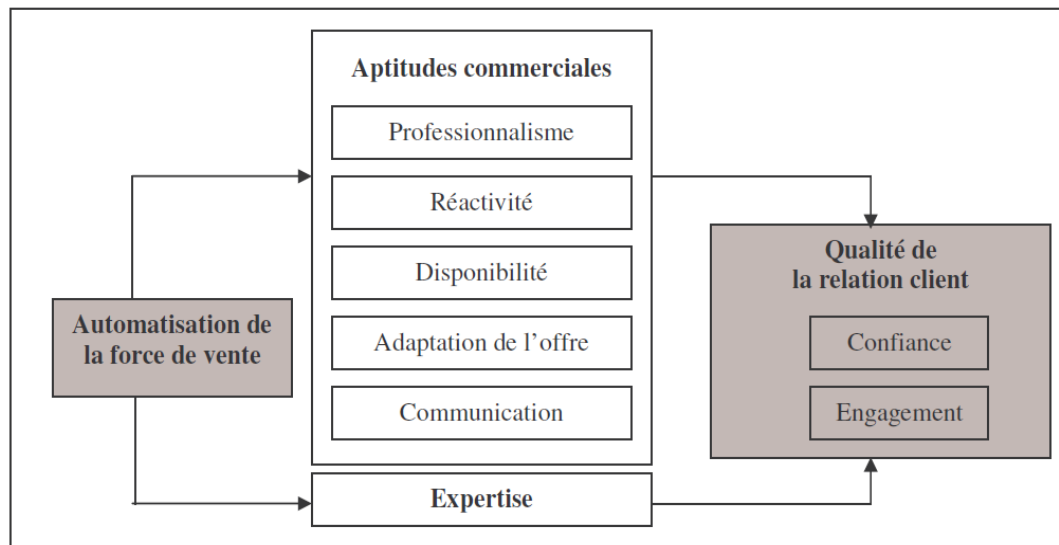 Aptitudes commerciales
Professionnalisme
Réactivité
Disponibilité
Adaptation de l’offre
Communication
Expertise
Automatisation de
la force de vente
Qualité de
la relation client
Confiance
Engagement